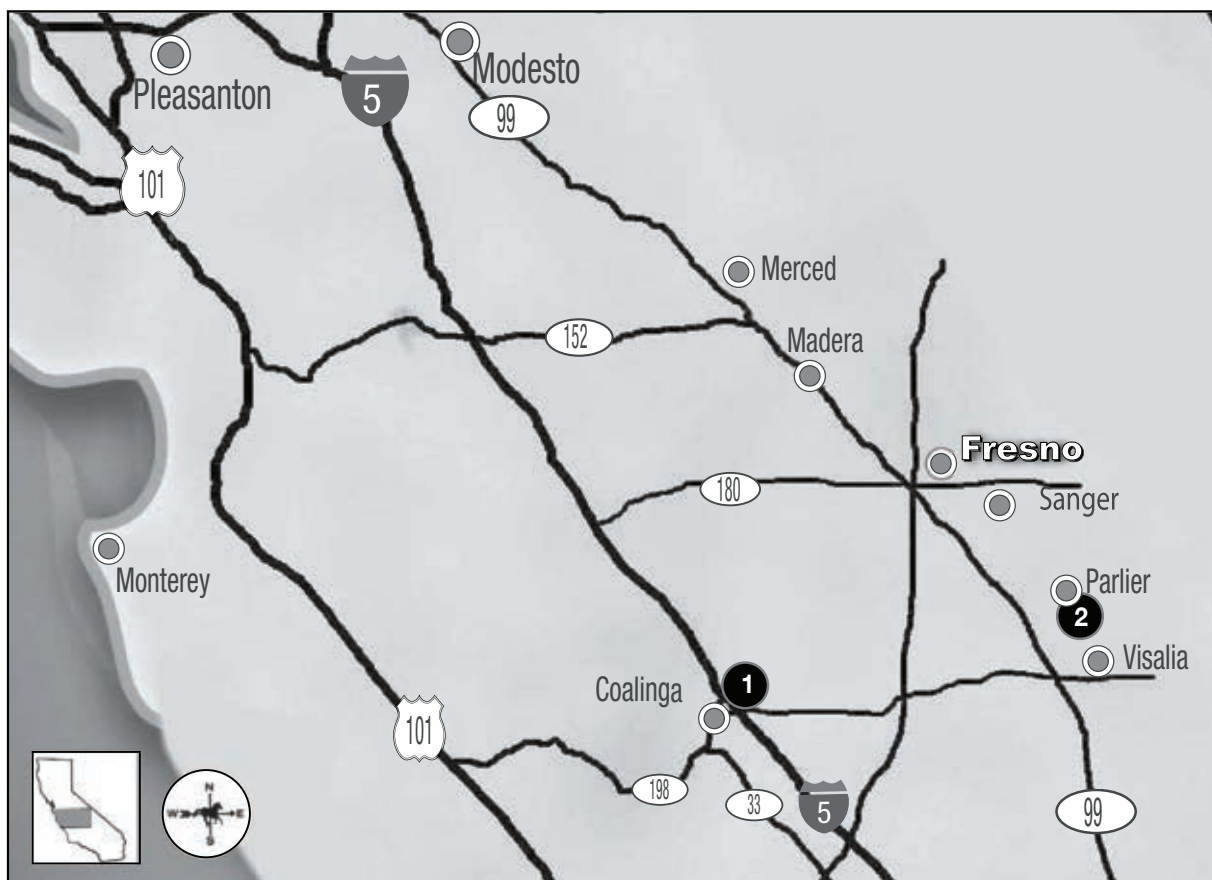 Pleasanton
5
Modesto
99
101
Merced
152
Madera
Fresno
180
Sanger
Monterey
Parlier
2
Visalia
Coalinga
1
101
198
33
5
99
N
W
E
S